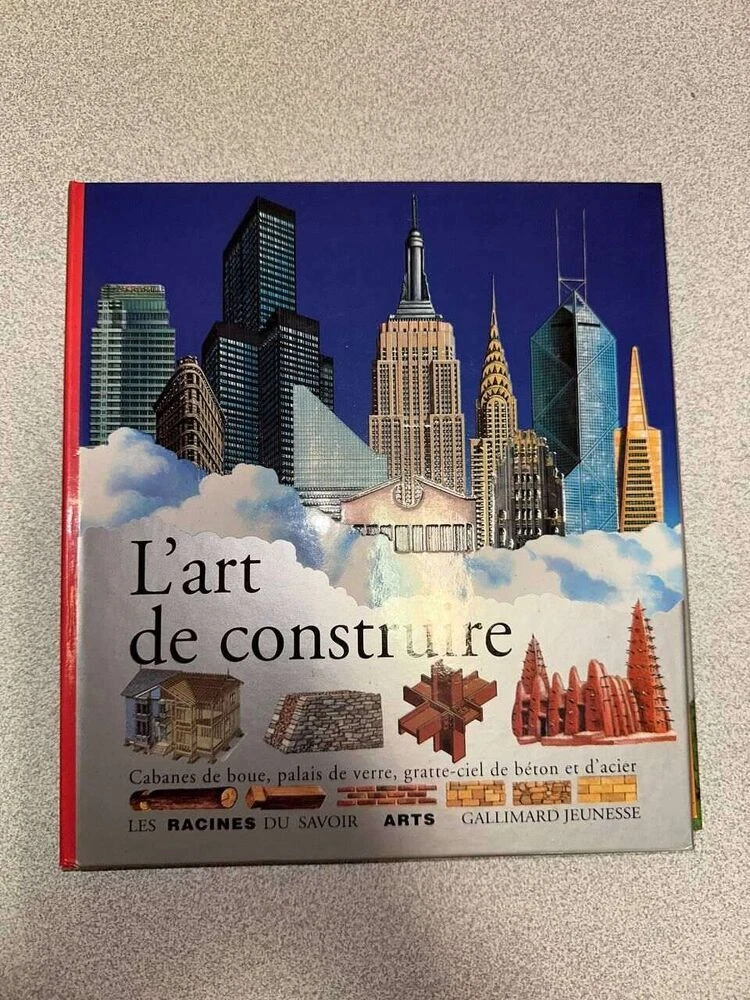 L'art
de construire
Cabanes de boue, palais de verre, gratte-ciel de béton et d'acier
LES RACINES DU SAVOIR ARTS GALLIMARD JEUNESSE